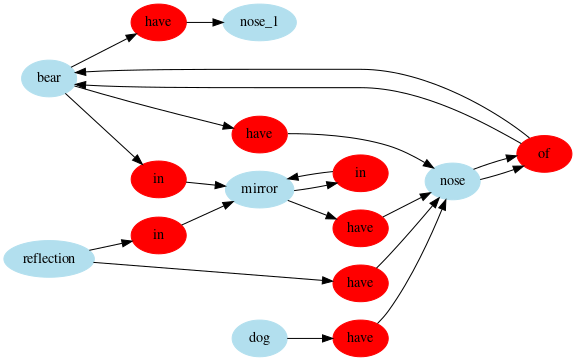 have
nose_1
bear
have
of
in
mirror
in
nose
in
have
reflection
have
dog
have